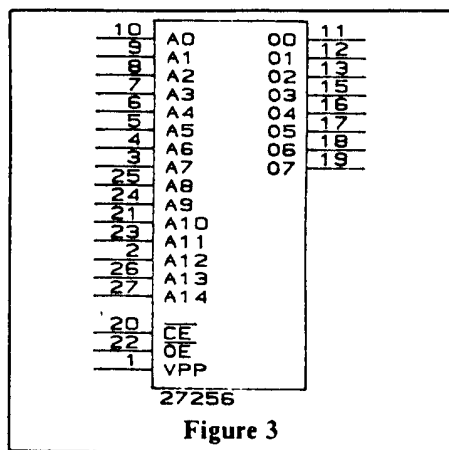 10 A0 O0 11
9 A1 O1 12
8 A2 O2 13
7 A3 O3 15
6 A4 O4 16
5 A5 O5 17
4 A6 O6 18
3 A7 O7 19
25 A8
24 A9
21 A10
23 A11
2 A12
26 A13
27 A14
20 CE
22 OE
1 VPP
27256
Figure 3